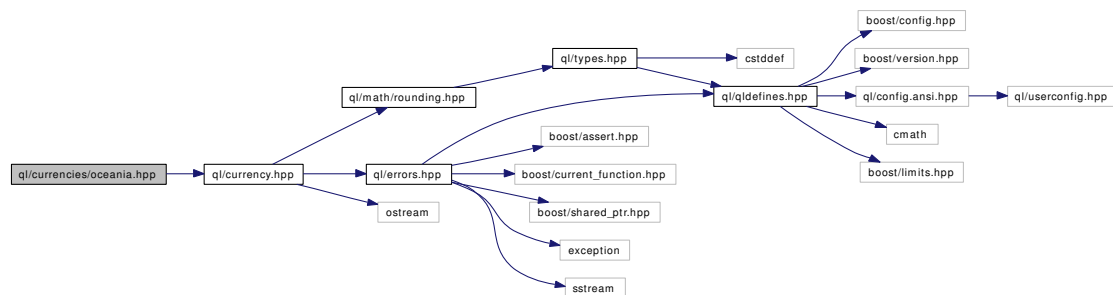 boost/config.hpp
ql/types.hpp
cstddef
boost/version.hpp
ql/math/rounding.hpp
ql/qldefines.hpp
ql/config.ansi.hpp
ql/userconfig.hpp
boost/assert.hpp
cmath
ql/currencies/oceania.hpp
ql/currency.hpp
ql/errors.hpp
boost/current_function.hpp
boost/limits.hpp
ostream
boost/shared_ptr.hpp
exception
sstream